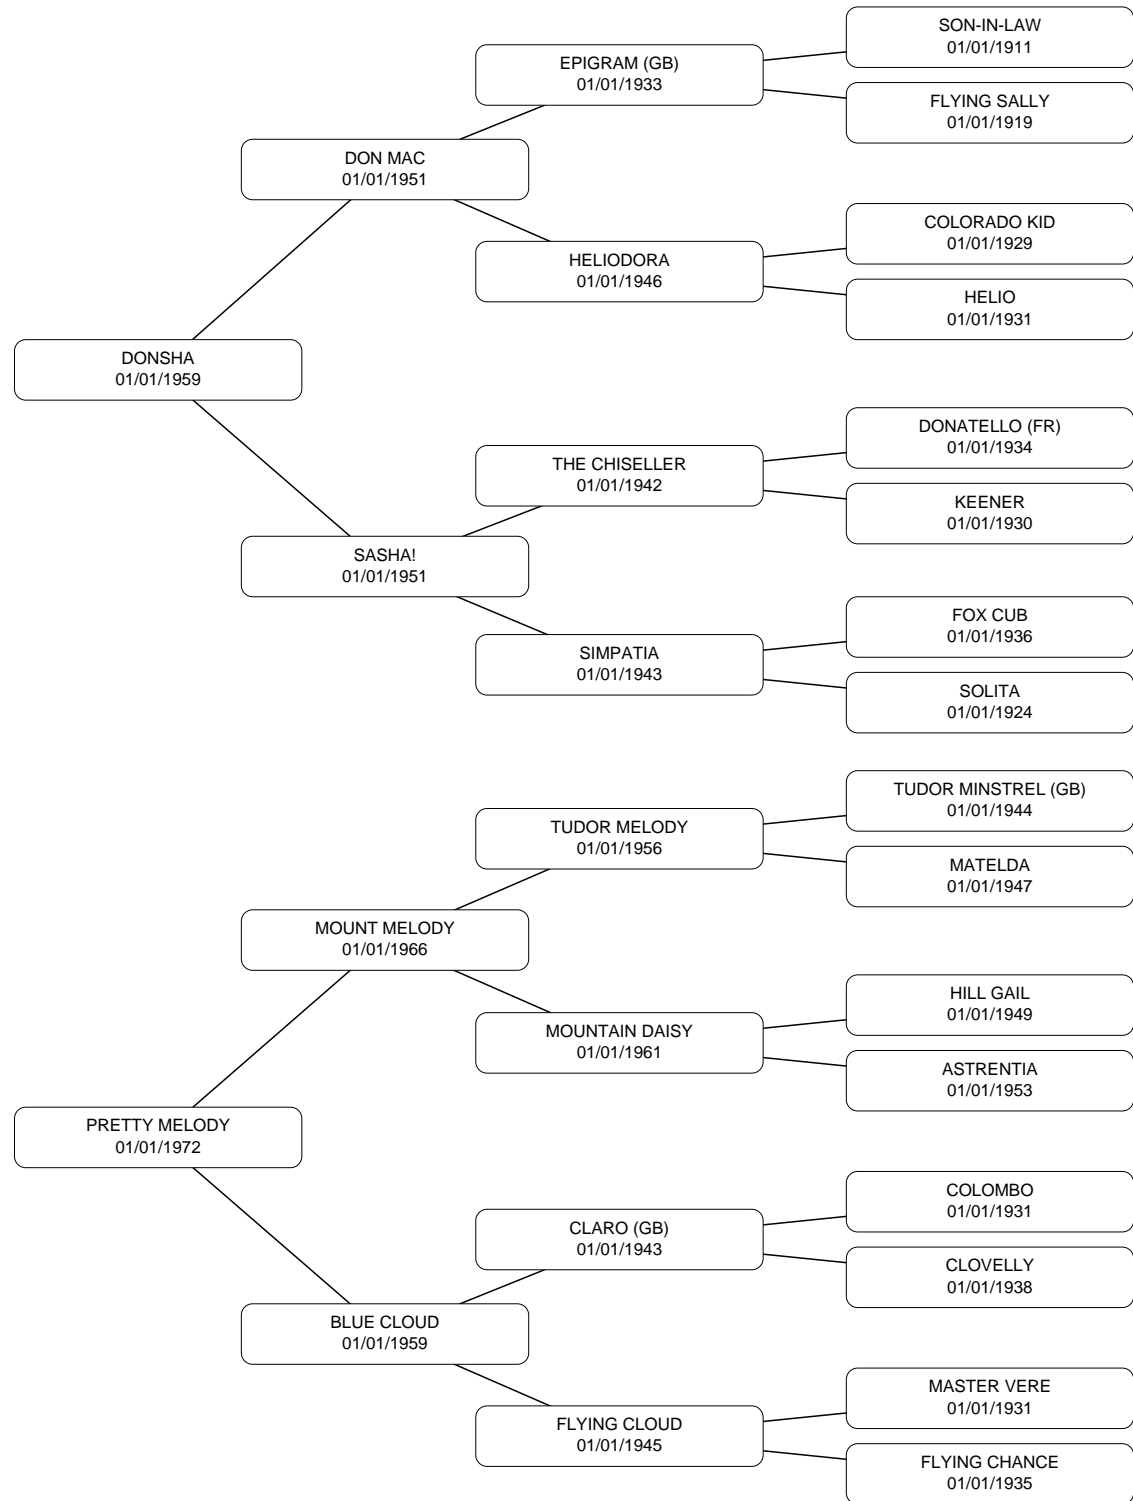 SON-IN-LAW
01/01/1911
EPIGRAM (GB)
01/01/1933
FLYING SALLY
01/01/1919
DON MAC
01/01/1951
COLORADO KID
01/01/1929
HELIODORA
01/01/1946
HELIO
01/01/1931
DONSHA
01/01/1959
DONATELLO (FR)
01/01/1934
THE CHISELLER
01/01/1942
KEENER
01/01/1930
SASHA!
01/01/1951
FOX CUB
01/01/1936
SIMPATIA
01/01/1943
SOLITA
01/01/1924
TUDOR MINSTREL (GB)
01/01/1944
TUDOR MELODY
01/01/1956
MATELDA
01/01/1947
MOUNT MELODY
01/01/1966
HILL GAIL
01/01/1949
MOUNTAIN DAISY
01/01/1961
ASTRENTIA
01/01/1953
PRETTY MELODY
01/01/1972
COLOMBO
01/01/1931
CLARO (GB)
01/01/1943
CLOVELLY
01/01/1938
BLUE CLOUD
01/01/1959
MASTER VERE
01/01/1931
FLYING CLOUD
01/01/1945
FLYING CHANCE
01/01/1935